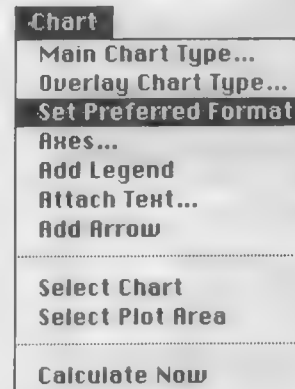 Chart
Main Chart Type...
Overlay Chart Type...
Set Preferred Format
Axes...
Add Legend
Attach Text...
Add Arrow
Select Chart
Select Plot Area
Calculate Now